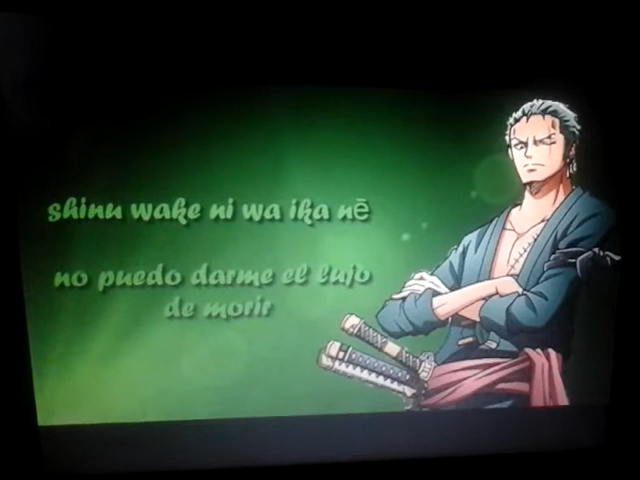 shinu wake ni wa ika nē
no puedo darme el lujo
de morir